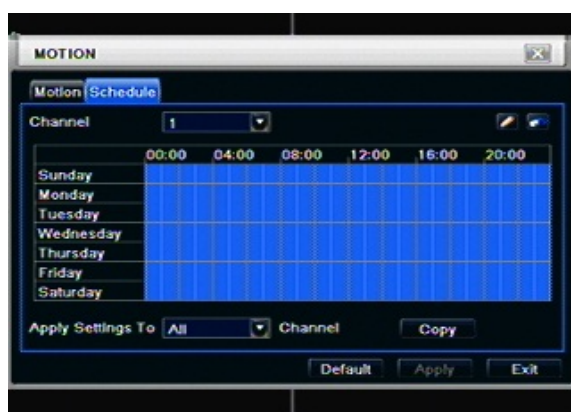 MOTION
Motion Schedule
Channel 1
00:00 04:00 08:00 12:00 16:00 20:00
Sunday
Monday
Tuesday
Wednesday
Thursday
Friday
Saturday
Apply Settings To All Channel Copy
Default Apply Exit